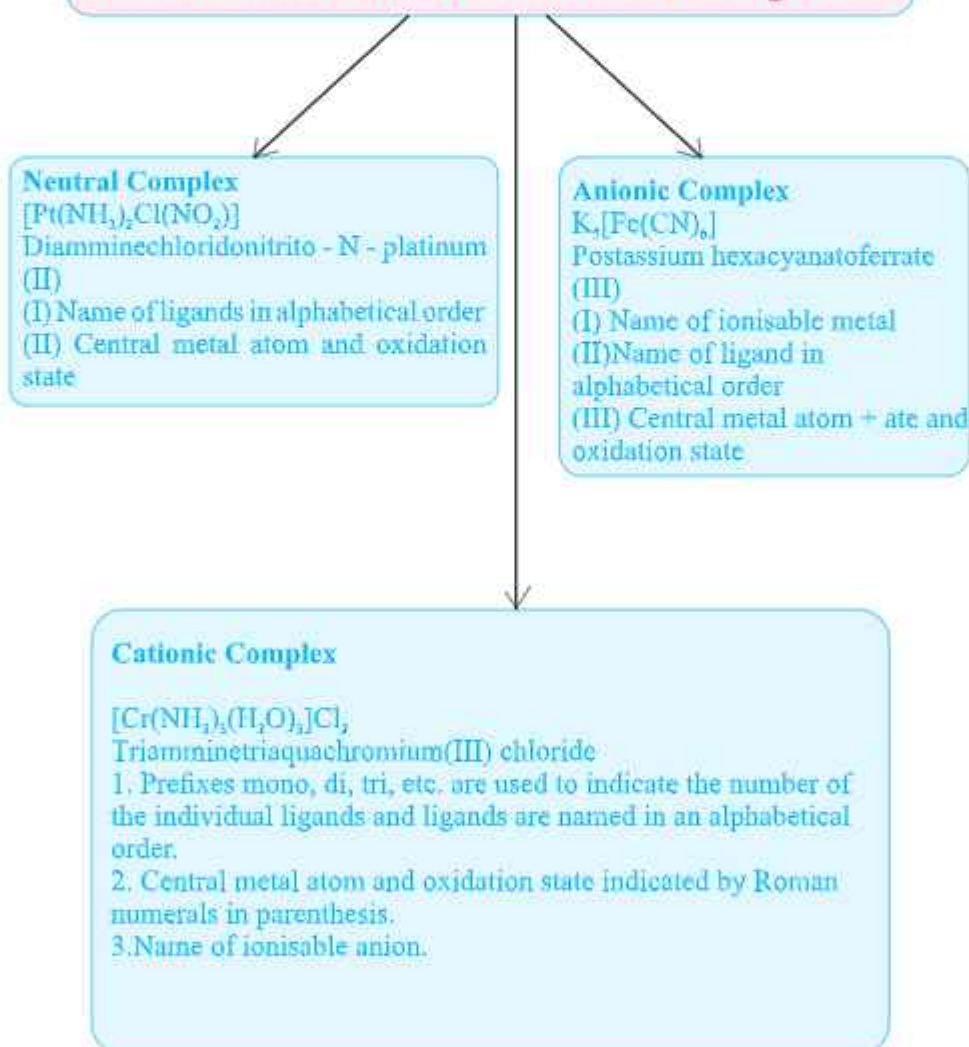 Neutral Complex
[Pt(NH₃)₂Cl(NO₂)]
Diamminechloridonitrito - N - platinum
(II)
(I) Name of ligands in alphabetical order
(II) Central metal atom and oxidation
state
Anionic Complex
K₃[Fe(CN)₆]
Postassium hexacyanatoferrate
(III)
(I) Name of ionisable metal
(II)Name of ligand in
alphabetical order
(III) Central metal atom + ate and
oxidation state
Cationic Complex
[Cr(NH₃)₃(H₂O)₃]Cl₃
Triamminetriaquachromium(III) chloride
1. Prefixes mono, di, tri, etc. are used to indicate the number of
the individual ligands and ligands are named in an alphabetical
order.
2. Central metal atom and oxidation state indicated by Roman
numerals in parenthesis.
3.Name of ionisable anion.